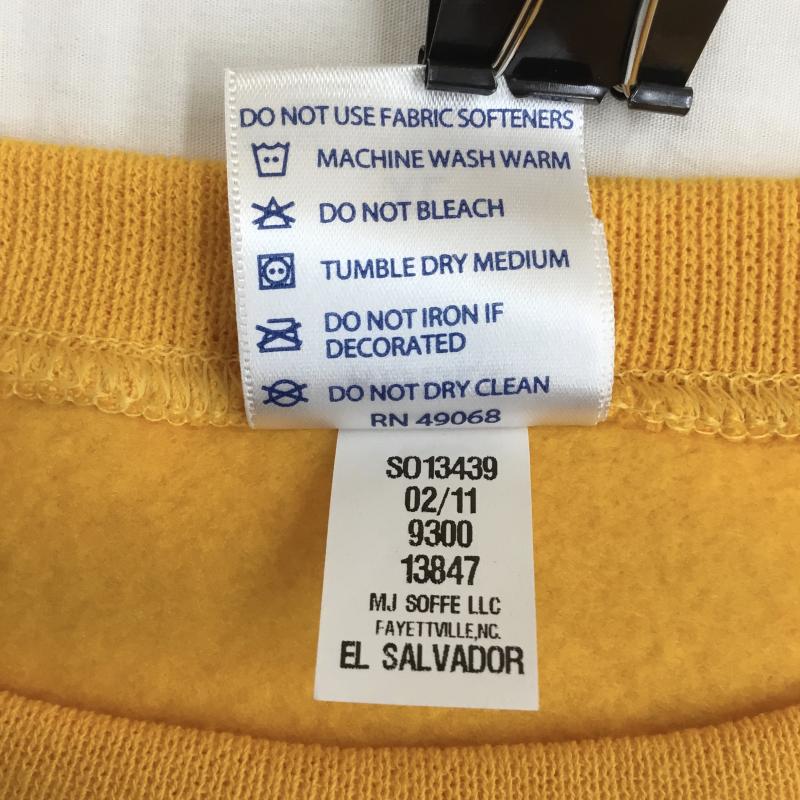 DO NOT USE FABRIC SOFTENERS
MACHINE WASH WARM
DO NOT BLEACH
TUMBLE DRY MEDIUM
DO NOT IRON IF
DECORATED
DO NOT DRY CLEAN
RN 49068
SO13439
02/11
9300
13847
MJ SOFFE LLC
FAYETTVILLE,NC.
EL SALVADOR